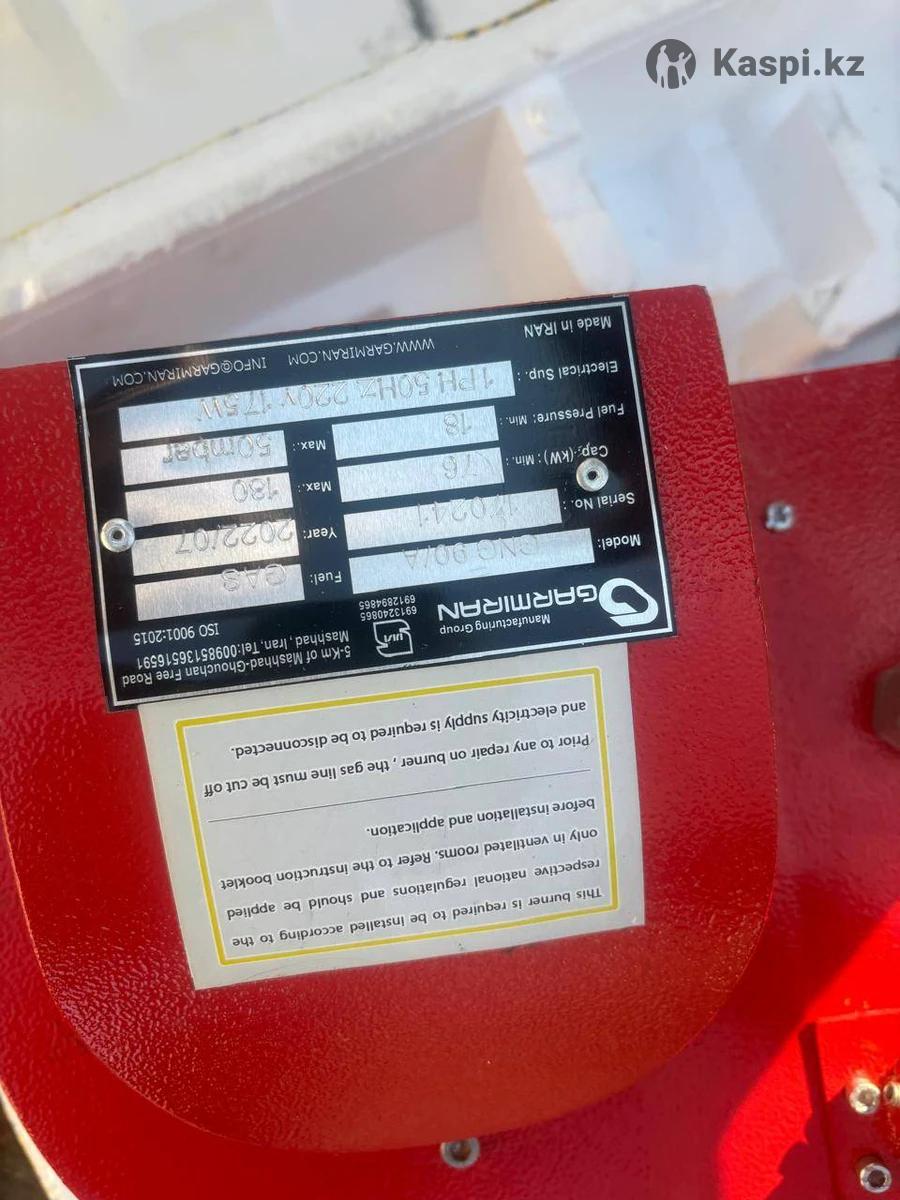 Kaspi.kz
Manufacturing Group
GARMIRAN
6913240865
6912894865
5-Km of Mashhad-Ghouchan Free Road
Mashhad, Iran, Tel: 00985136516591
ISO 9001:2015
Model: GNG 90/A Fuel: GAS
Serial No.: 170241 Year: 2022/07
Cap. (kW): Min.: 76 Max.: 180
Fuel Pressure: Min.: 18 Max.: 50mbar
Electrical Sup.: 1PH 50Hz 220v 175W
Made in IRAN WWW.GARMIRAN.COM INFO@GARMIRAN.COM
This burner is required to be installed according to the
respective national regulations and should be applied
only in ventilated rooms. Refer to the instruction booklet
before installation and application.
Prior to any repair on burner , the gas line must be cut off
and electricity supply is required to be disconnected.